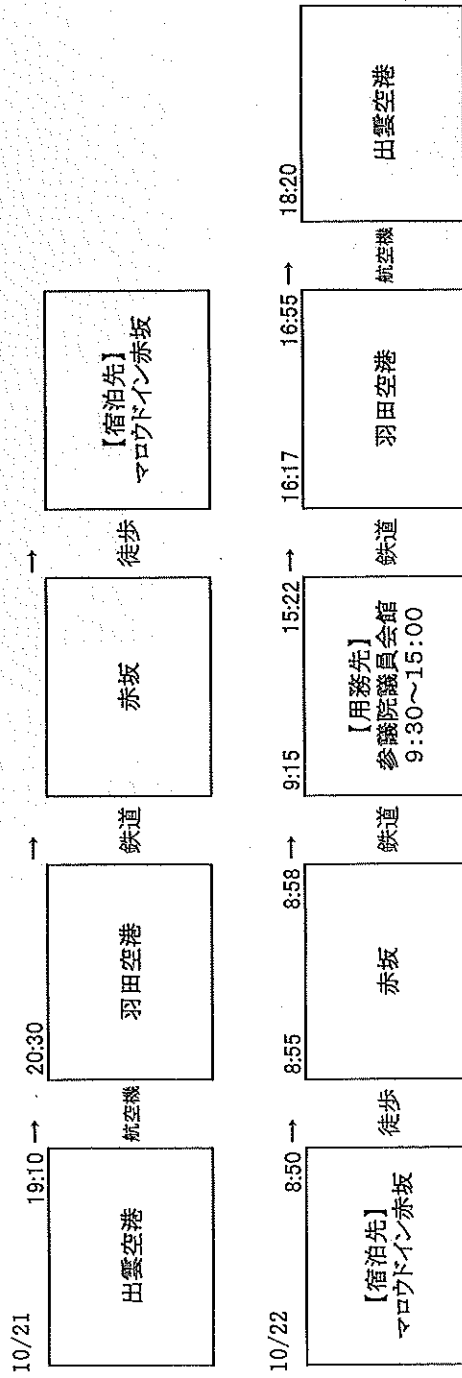 10/21
19:10 →
20:30
→
→
出雲空港
航空機
羽田空港
鉄道
赤坂
徒歩
【宿泊先】
マロウドイン赤坂
10/22
8:50 →
8:55
8:58 →
9:15
15:22 →
16:17
16:55 →
18:20
【宿泊先】
マロウドイン赤坂
徒歩
赤坂
鉄道
【用務先】
参議院議員会館
9:30~15:00
鉄道
羽田空港
航空機
出雲空港